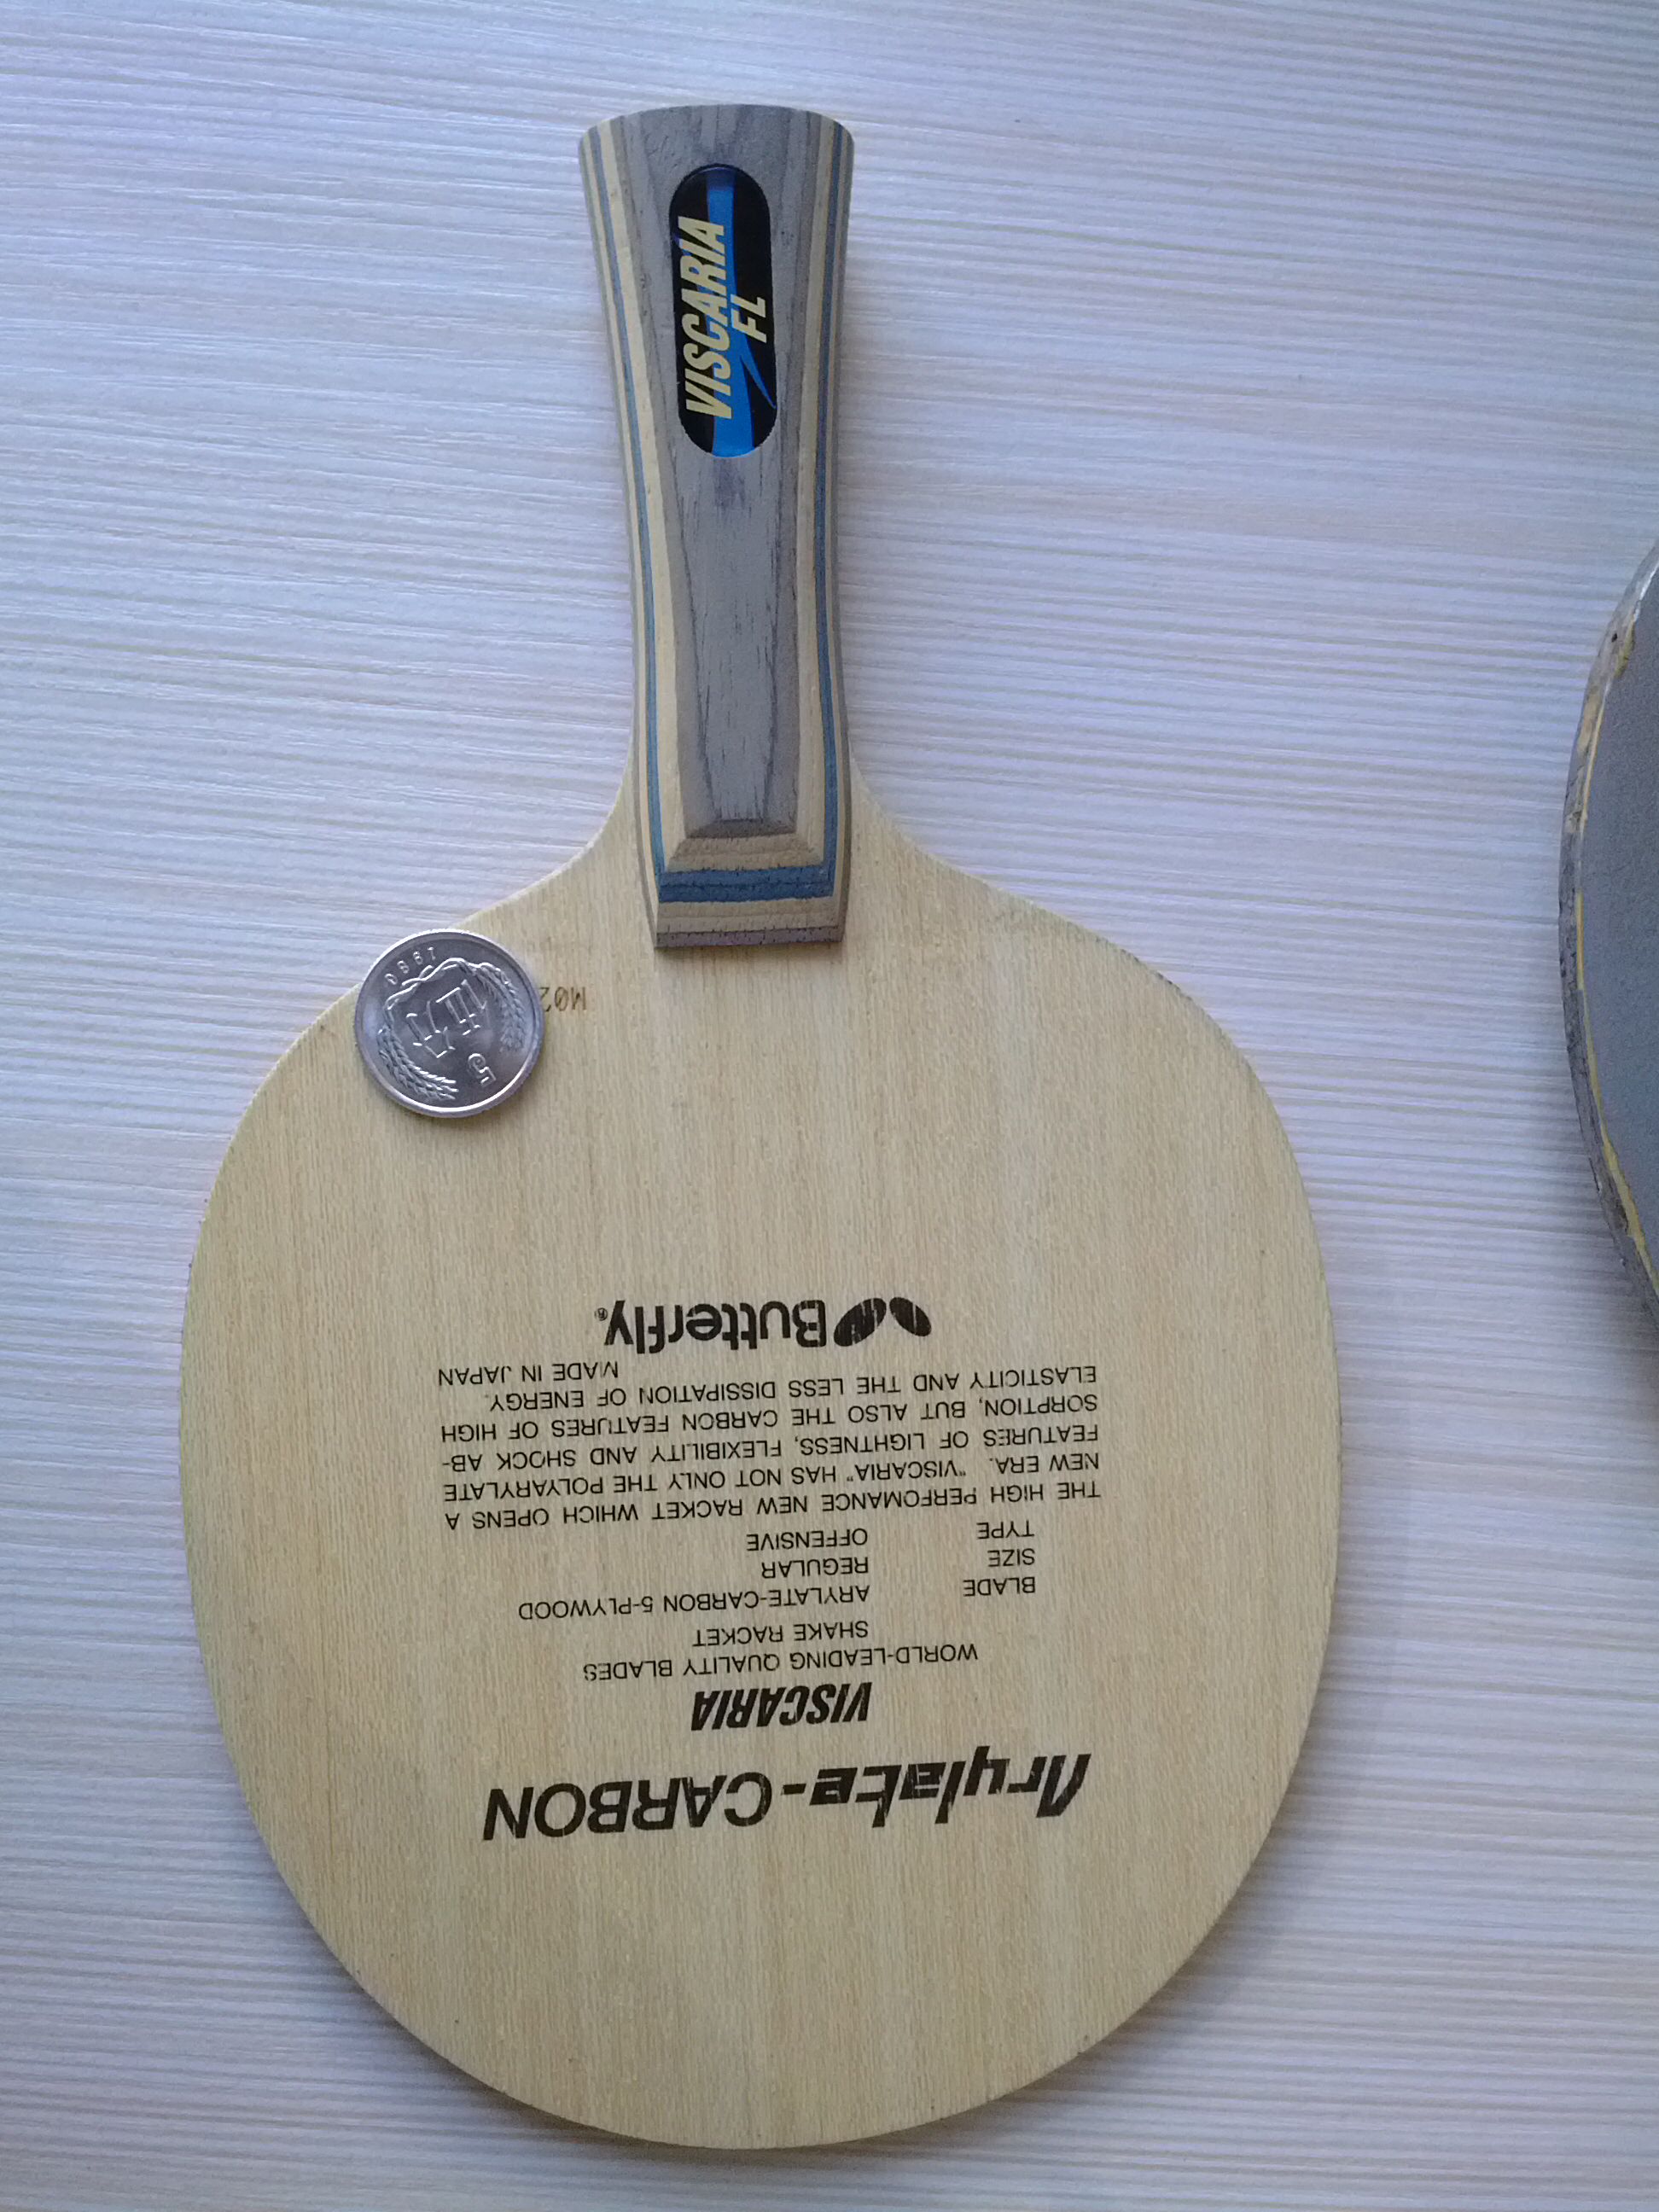 VISCARIA
FL
Arylate-CARBON
VISCARIA
WORLD-LEADING QUALITY BLADES
SHAKE RACKET
BLADE ARYLATE-CARBON 5-PLYWOOD
SIZE REGULAR
TYPE OFFENSIVE
THE HIGH PERFOMANCE NEW RACKET WHICH OPENS A
NEW ERA. "VISCARIA" HAS NOT ONLY THE POLYARYLATE
FEATURES OF LIGHTNESS, FLEXIBILITY AND SHOCK AB-
SORPTION, BUT ALSO THE CARBON FEATURES OF HIGH
ELASTICITY AND THE LESS DISSIPATION OF ENERGY.
MADE IN JAPAN
Butterfly®
M02
5
伍分
1980